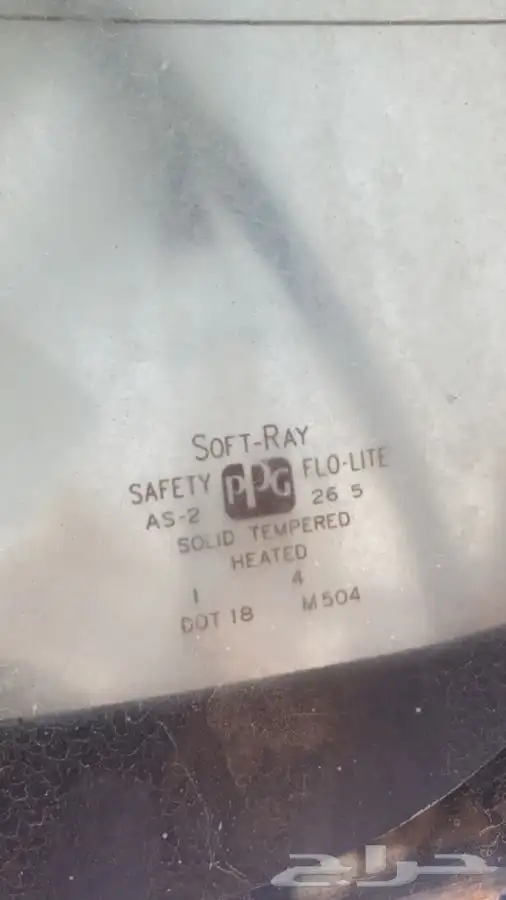 SOFT-RAY
SAFETY PPG FLO-LITE
AS-2 26 5
SOLID TEMPERED
HEATED
1 4
DOT 18 M504
حراج